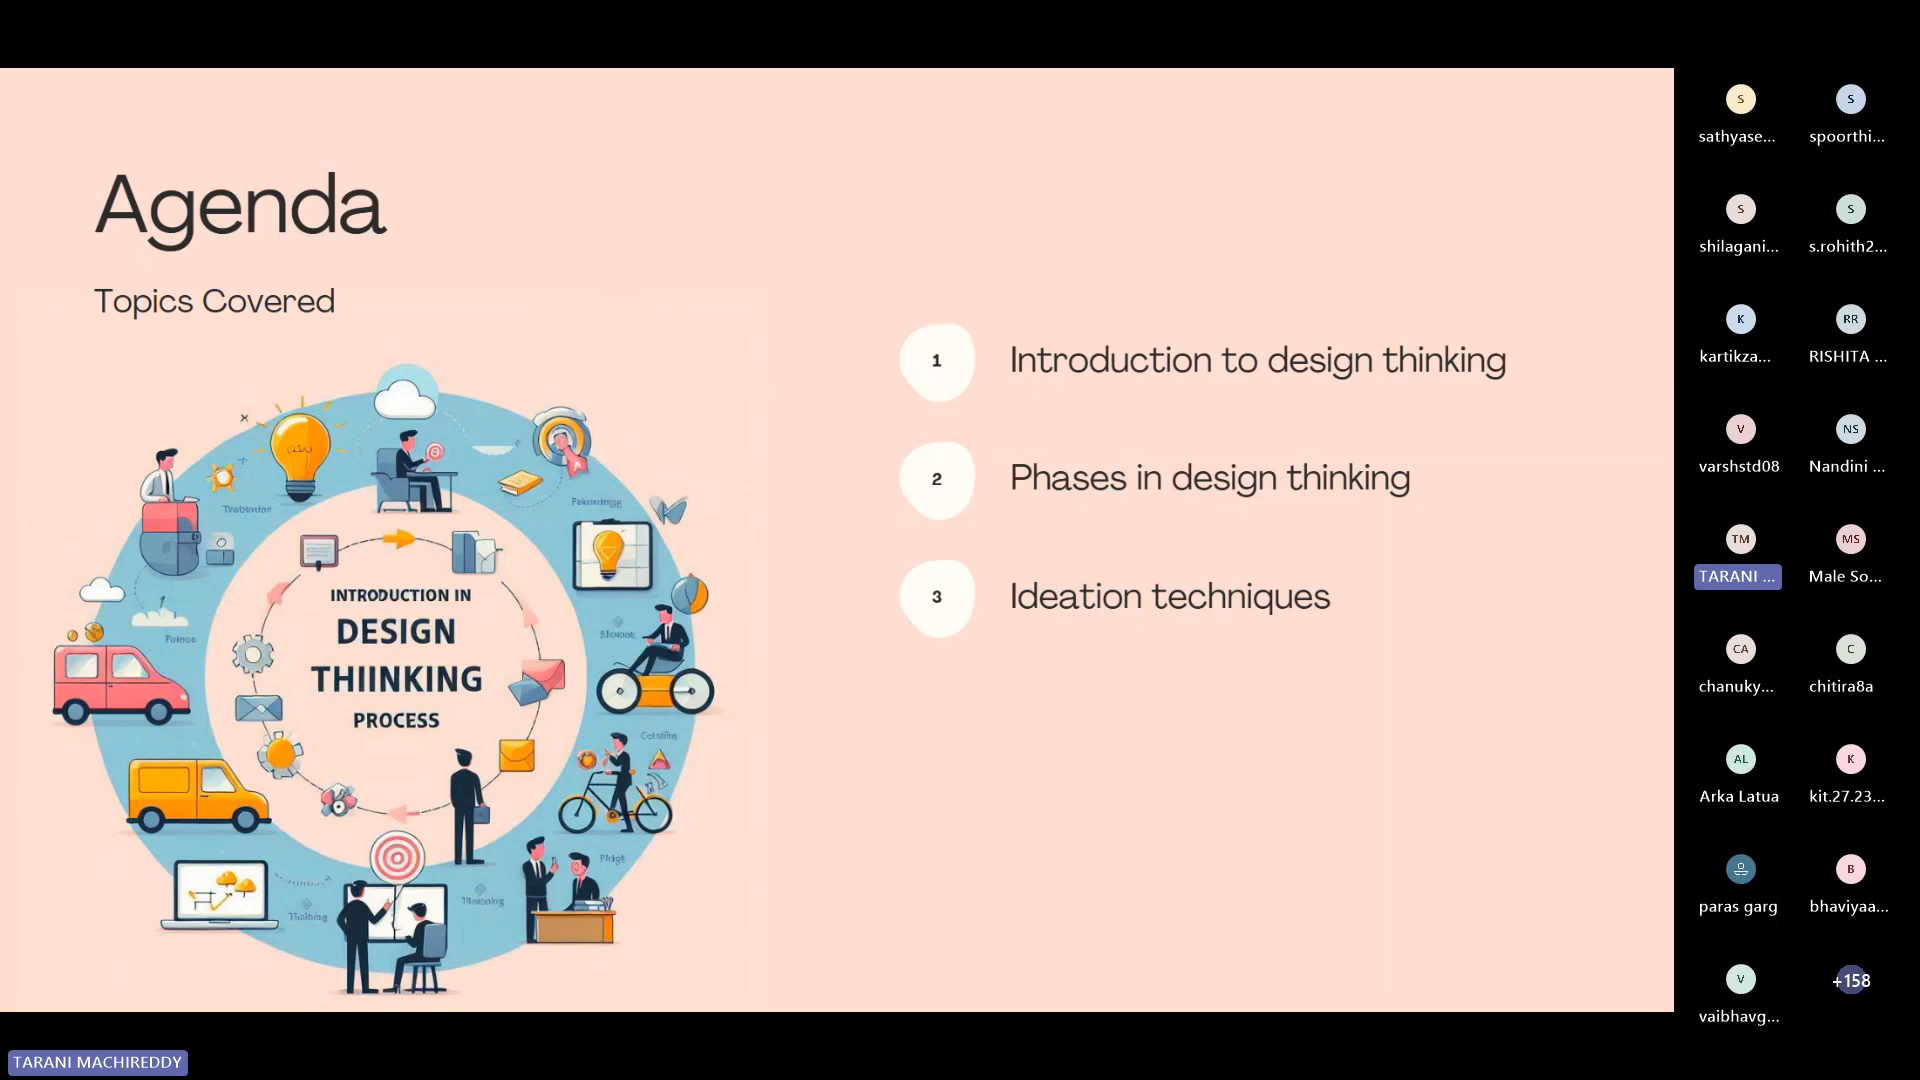 Agenda
Topics Covered
1 Introduction to design thinking
2 Phases in design thinking
3 Ideation techniques
INTRODUCTION IN
DESIGN
THIINKING
PROCESS
S
S
sathyase...
spoorthi...
S
S
shilagani...
s.rohith2...
K
RR
kartikza...
RISHITA ...
V
NS
varshstd08
Nandini ...
TM
MS
TARANI ...
Male So...
CA
C
chanuky...
chitira8a
AL
K
Arka Latua
kit.27.23...
B
paras garg
bhaviyaa...
V
+158
vaibhavg...
TARANI MACHIREDDY